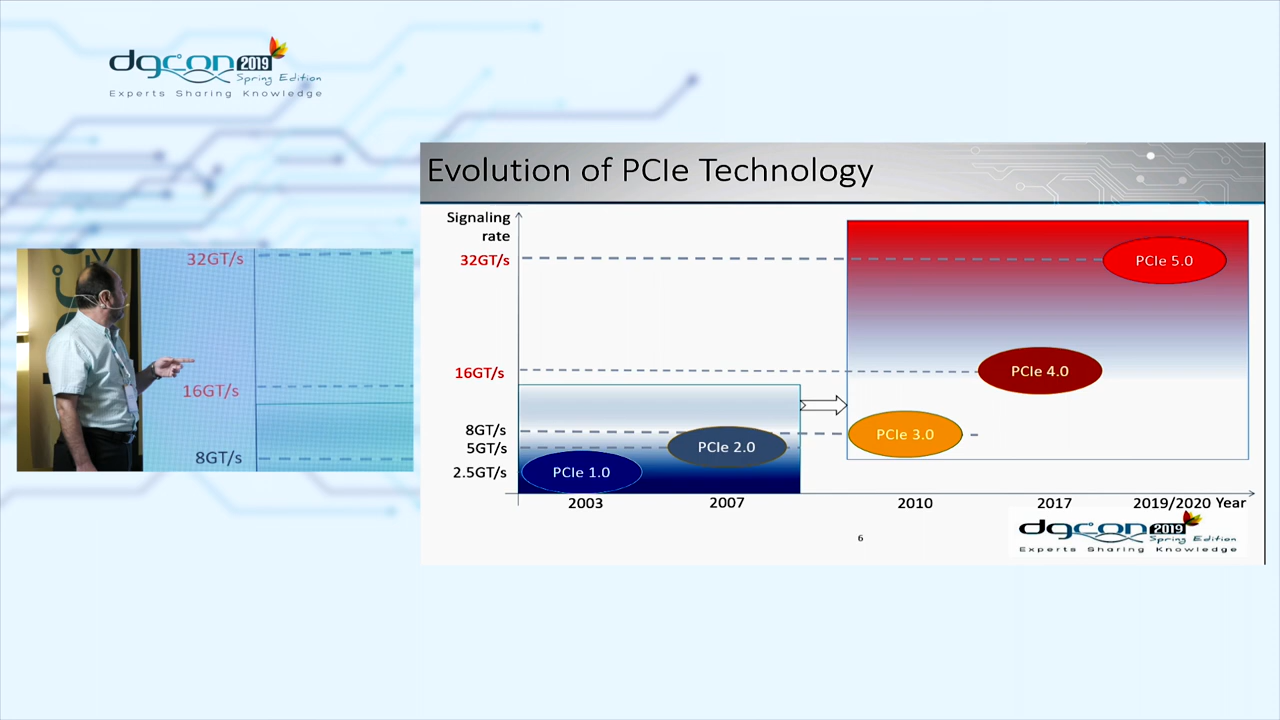 dgcon 2019
Spring Edition
Experts Sharing Knowledge
32GT/s
16GT/s
8GT/s
Evolution of PCIe Technology
Signaling
rate
32GT/s
PCIe 5.0
16GT/s
PCIe 4.0
8GT/s
PCIe 3.0
5GT/s
PCIe 2.0
2.5GT/s
PCIe 1.0
2003
2007
2010
2017
2019/2020 Year
6
dgcon 2019
Spring Edition
Experts Sharing Knowledge